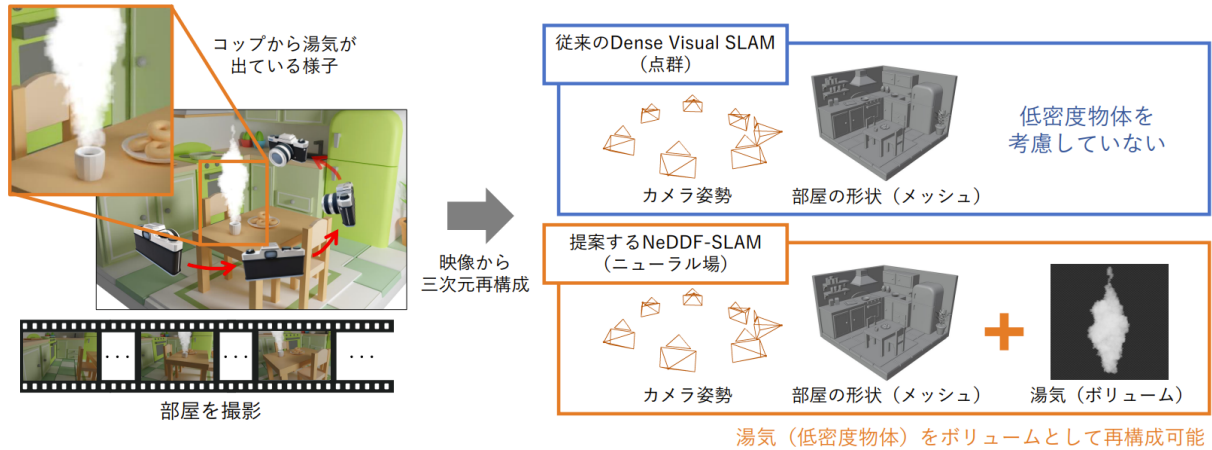 コップから湯気が
出ている様子
部屋を撮影
映像から
三次元再構成
従来のDense Visual SLAM
（点群）
カメラ姿勢
部屋の形状（メッシュ）
低密度物体を
考慮していない
提案するNeDDF-SLAM
（ニューラル場）
カメラ姿勢
部屋の形状（メッシュ）
湯気（ボリューム）
湯気（低密度物体）をボリュームとして再構成可能